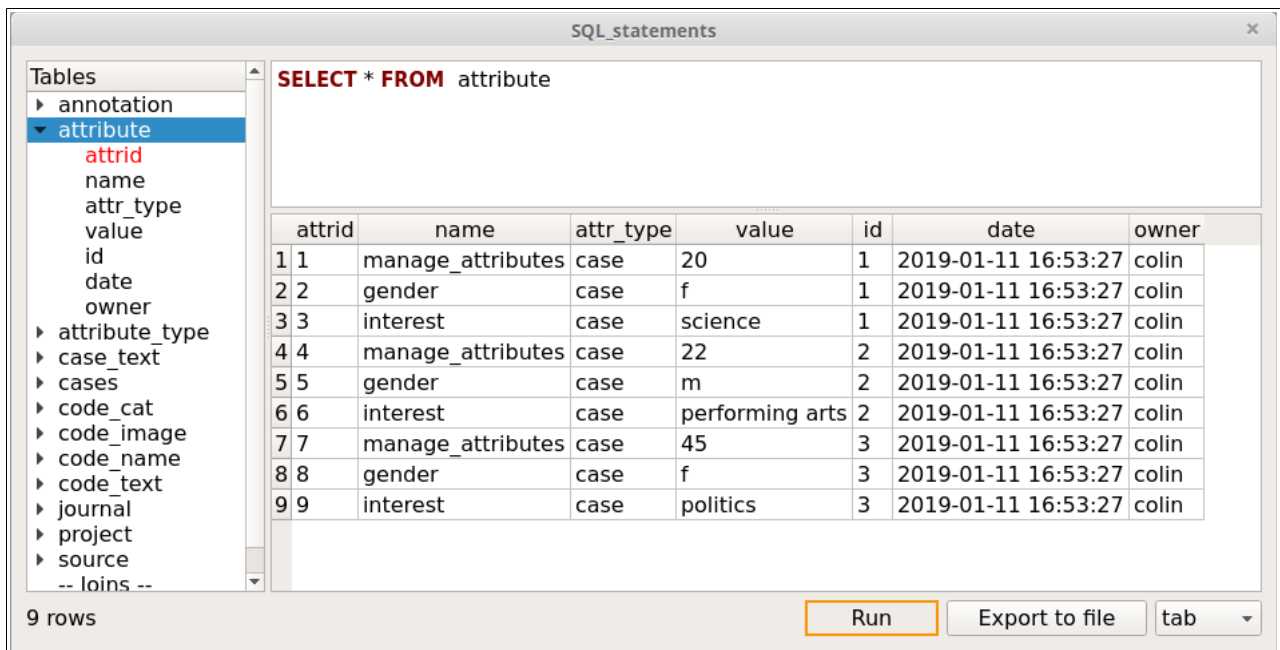 SQL_statements
Tables
annotation
attribute
attrid
name
attr_type
value
id
date
owner
attribute_type
case_text
cases
code_cat
code_image
code_name
code_text
journal
project
source
-- Joins --
SELECT * FROM attribute
attrid name attr_type value id date owner
1 1 manage_attributes case 20 1 2019-01-11 16:53:27 colin
2 2 gender case f 1 2019-01-11 16:53:27 colin
3 3 interest case science 1 2019-01-11 16:53:27 colin
4 4 manage_attributes case 22 2 2019-01-11 16:53:27 colin
5 5 gender case m 2 2019-01-11 16:53:27 colin
6 6 interest case performing arts 2 2019-01-11 16:53:27 colin
7 7 manage_attributes case 45 3 2019-01-11 16:53:27 colin
8 8 gender case f 3 2019-01-11 16:53:27 colin
9 9 interest case politics 3 2019-01-11 16:53:27 colin
9 rows
Run
Export to file
tab